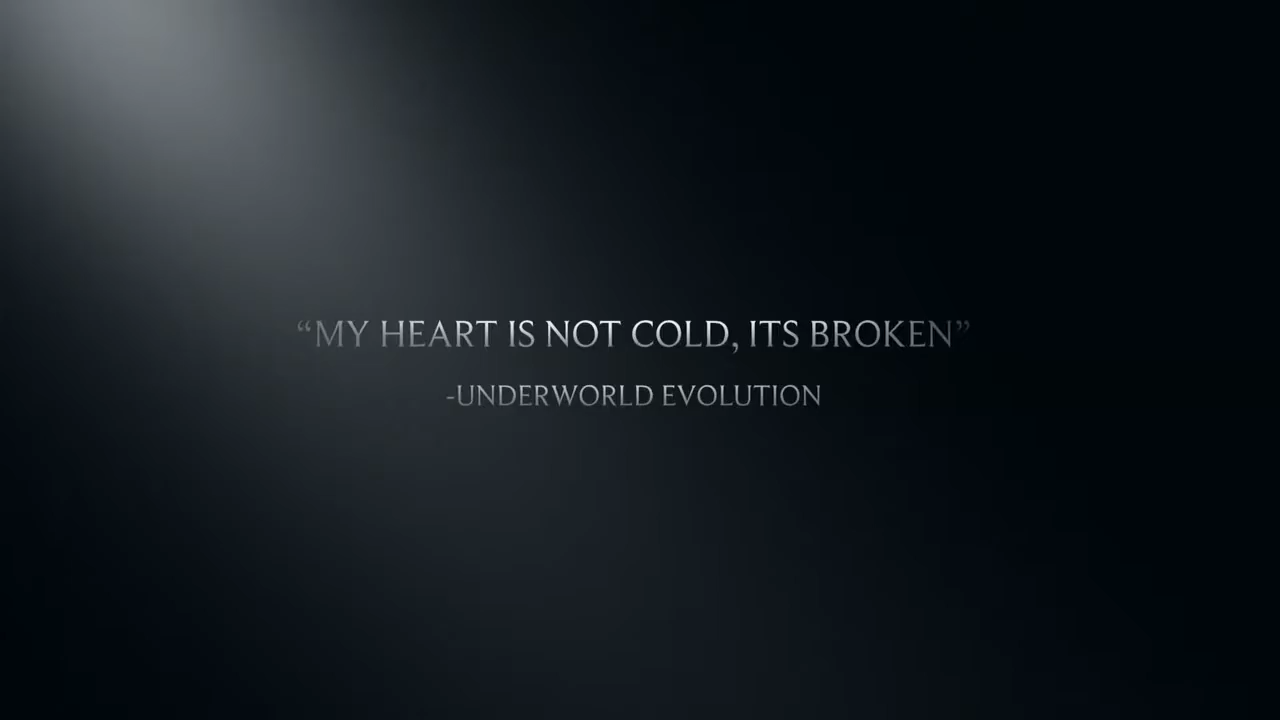 “MY HEART IS NOT COLD, ITS BROKEN”
-UNDERWORLD EVOLUTION